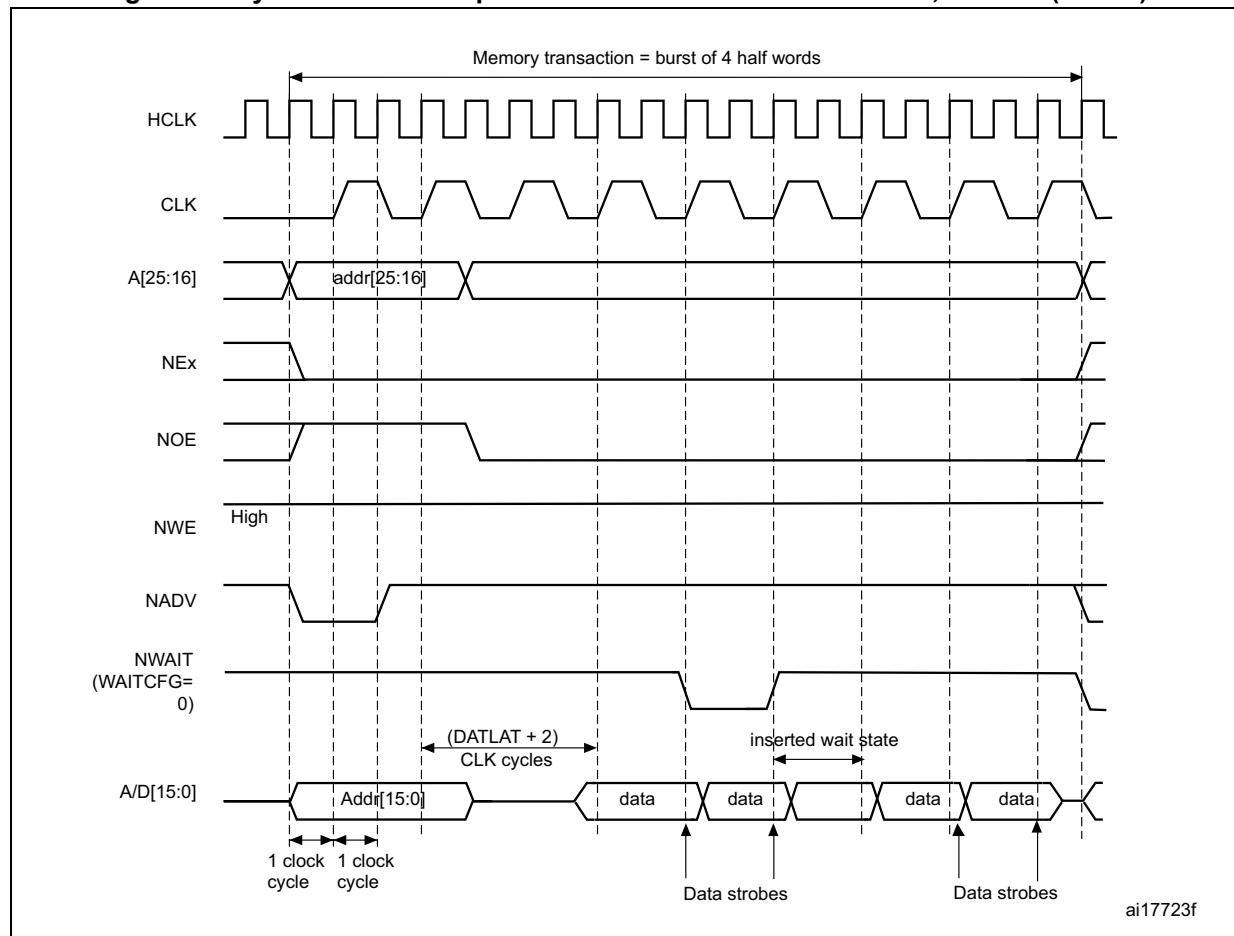 Memory transaction = burst of 4 half words
HCLK
CLK
A[25:16]
addr[25:16]
NEx
NOE
High
NWE
NADV
NWAIT
(WAITCFG=
0)
(DATLAT + 2)
CLK cycles
inserted wait state
A/D[15:0]
Addr[15:0]
data
data
data
data
1 clock
cycle
1 clock
cycle
Data strobes
Data strobes
ai17723f